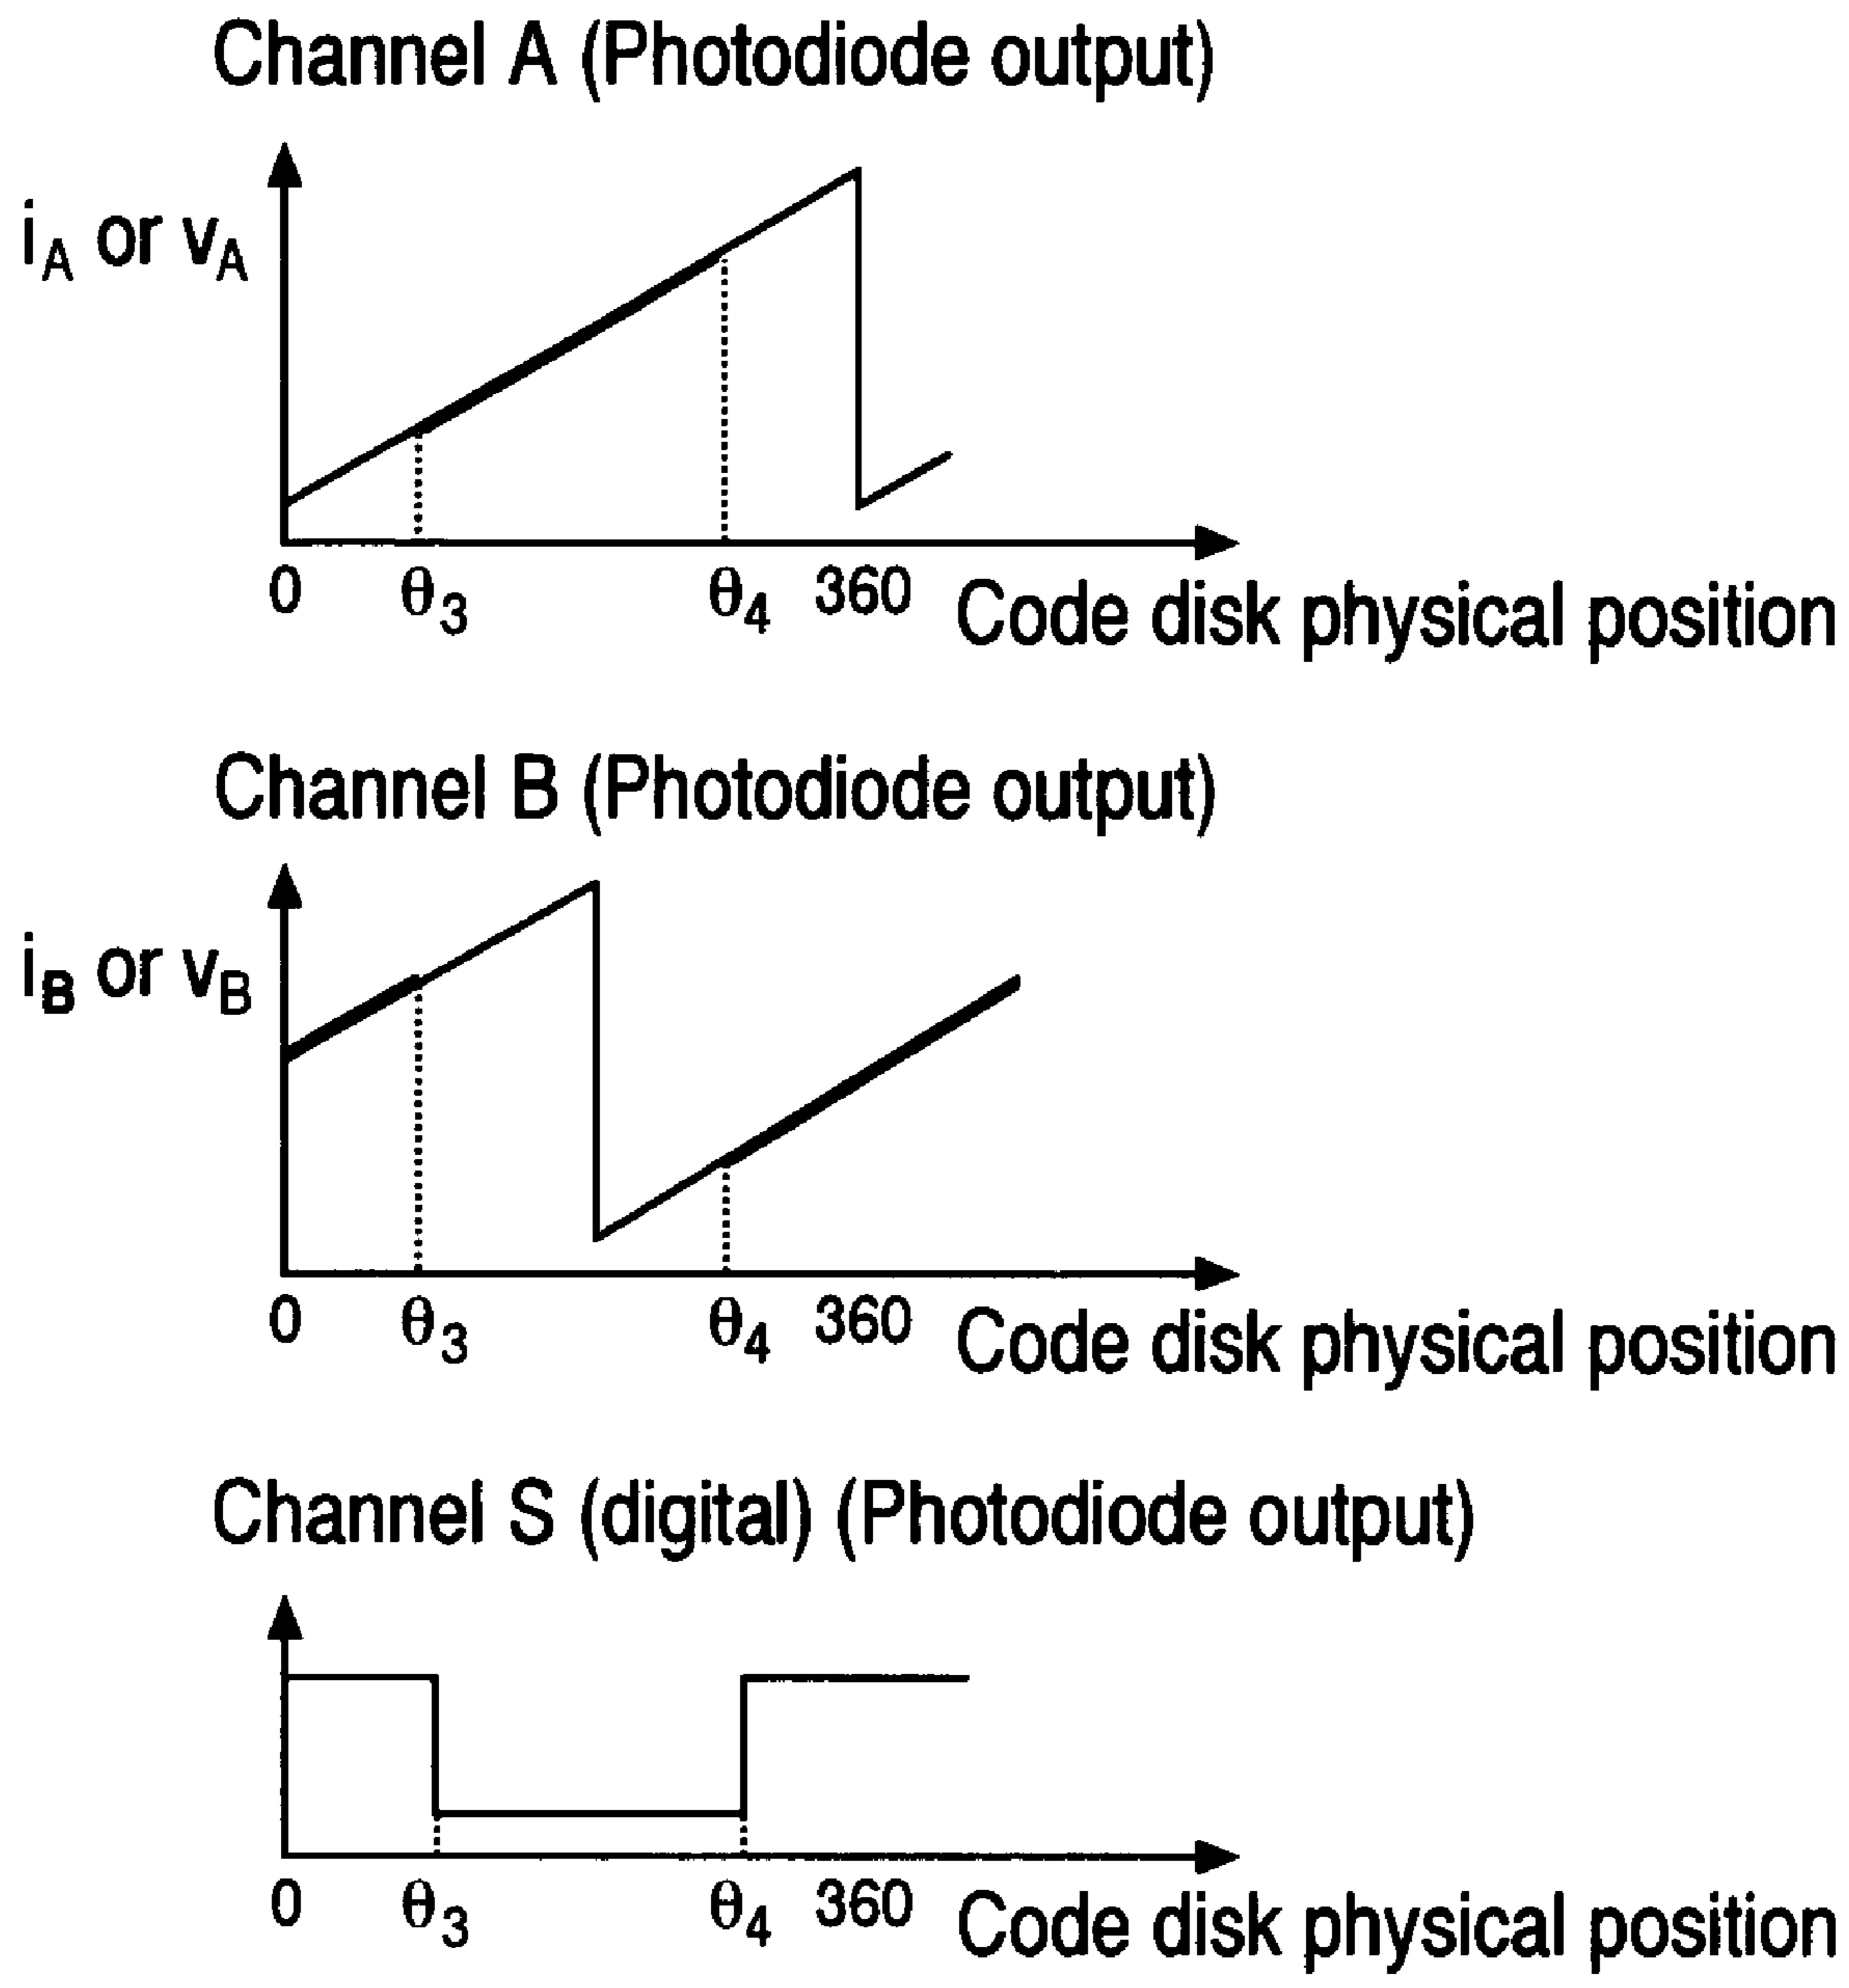 Channel A (Photodiode output)
iA or vA
0 θ3 θ4 360 Code disk physical position
Channel B (Photodiode output)
iB or vB
0 θ3 θ4 360 Code disk physical position
Channel S (digital) (Photodiode output)
0 θ3 θ4 360 Code disk physical position